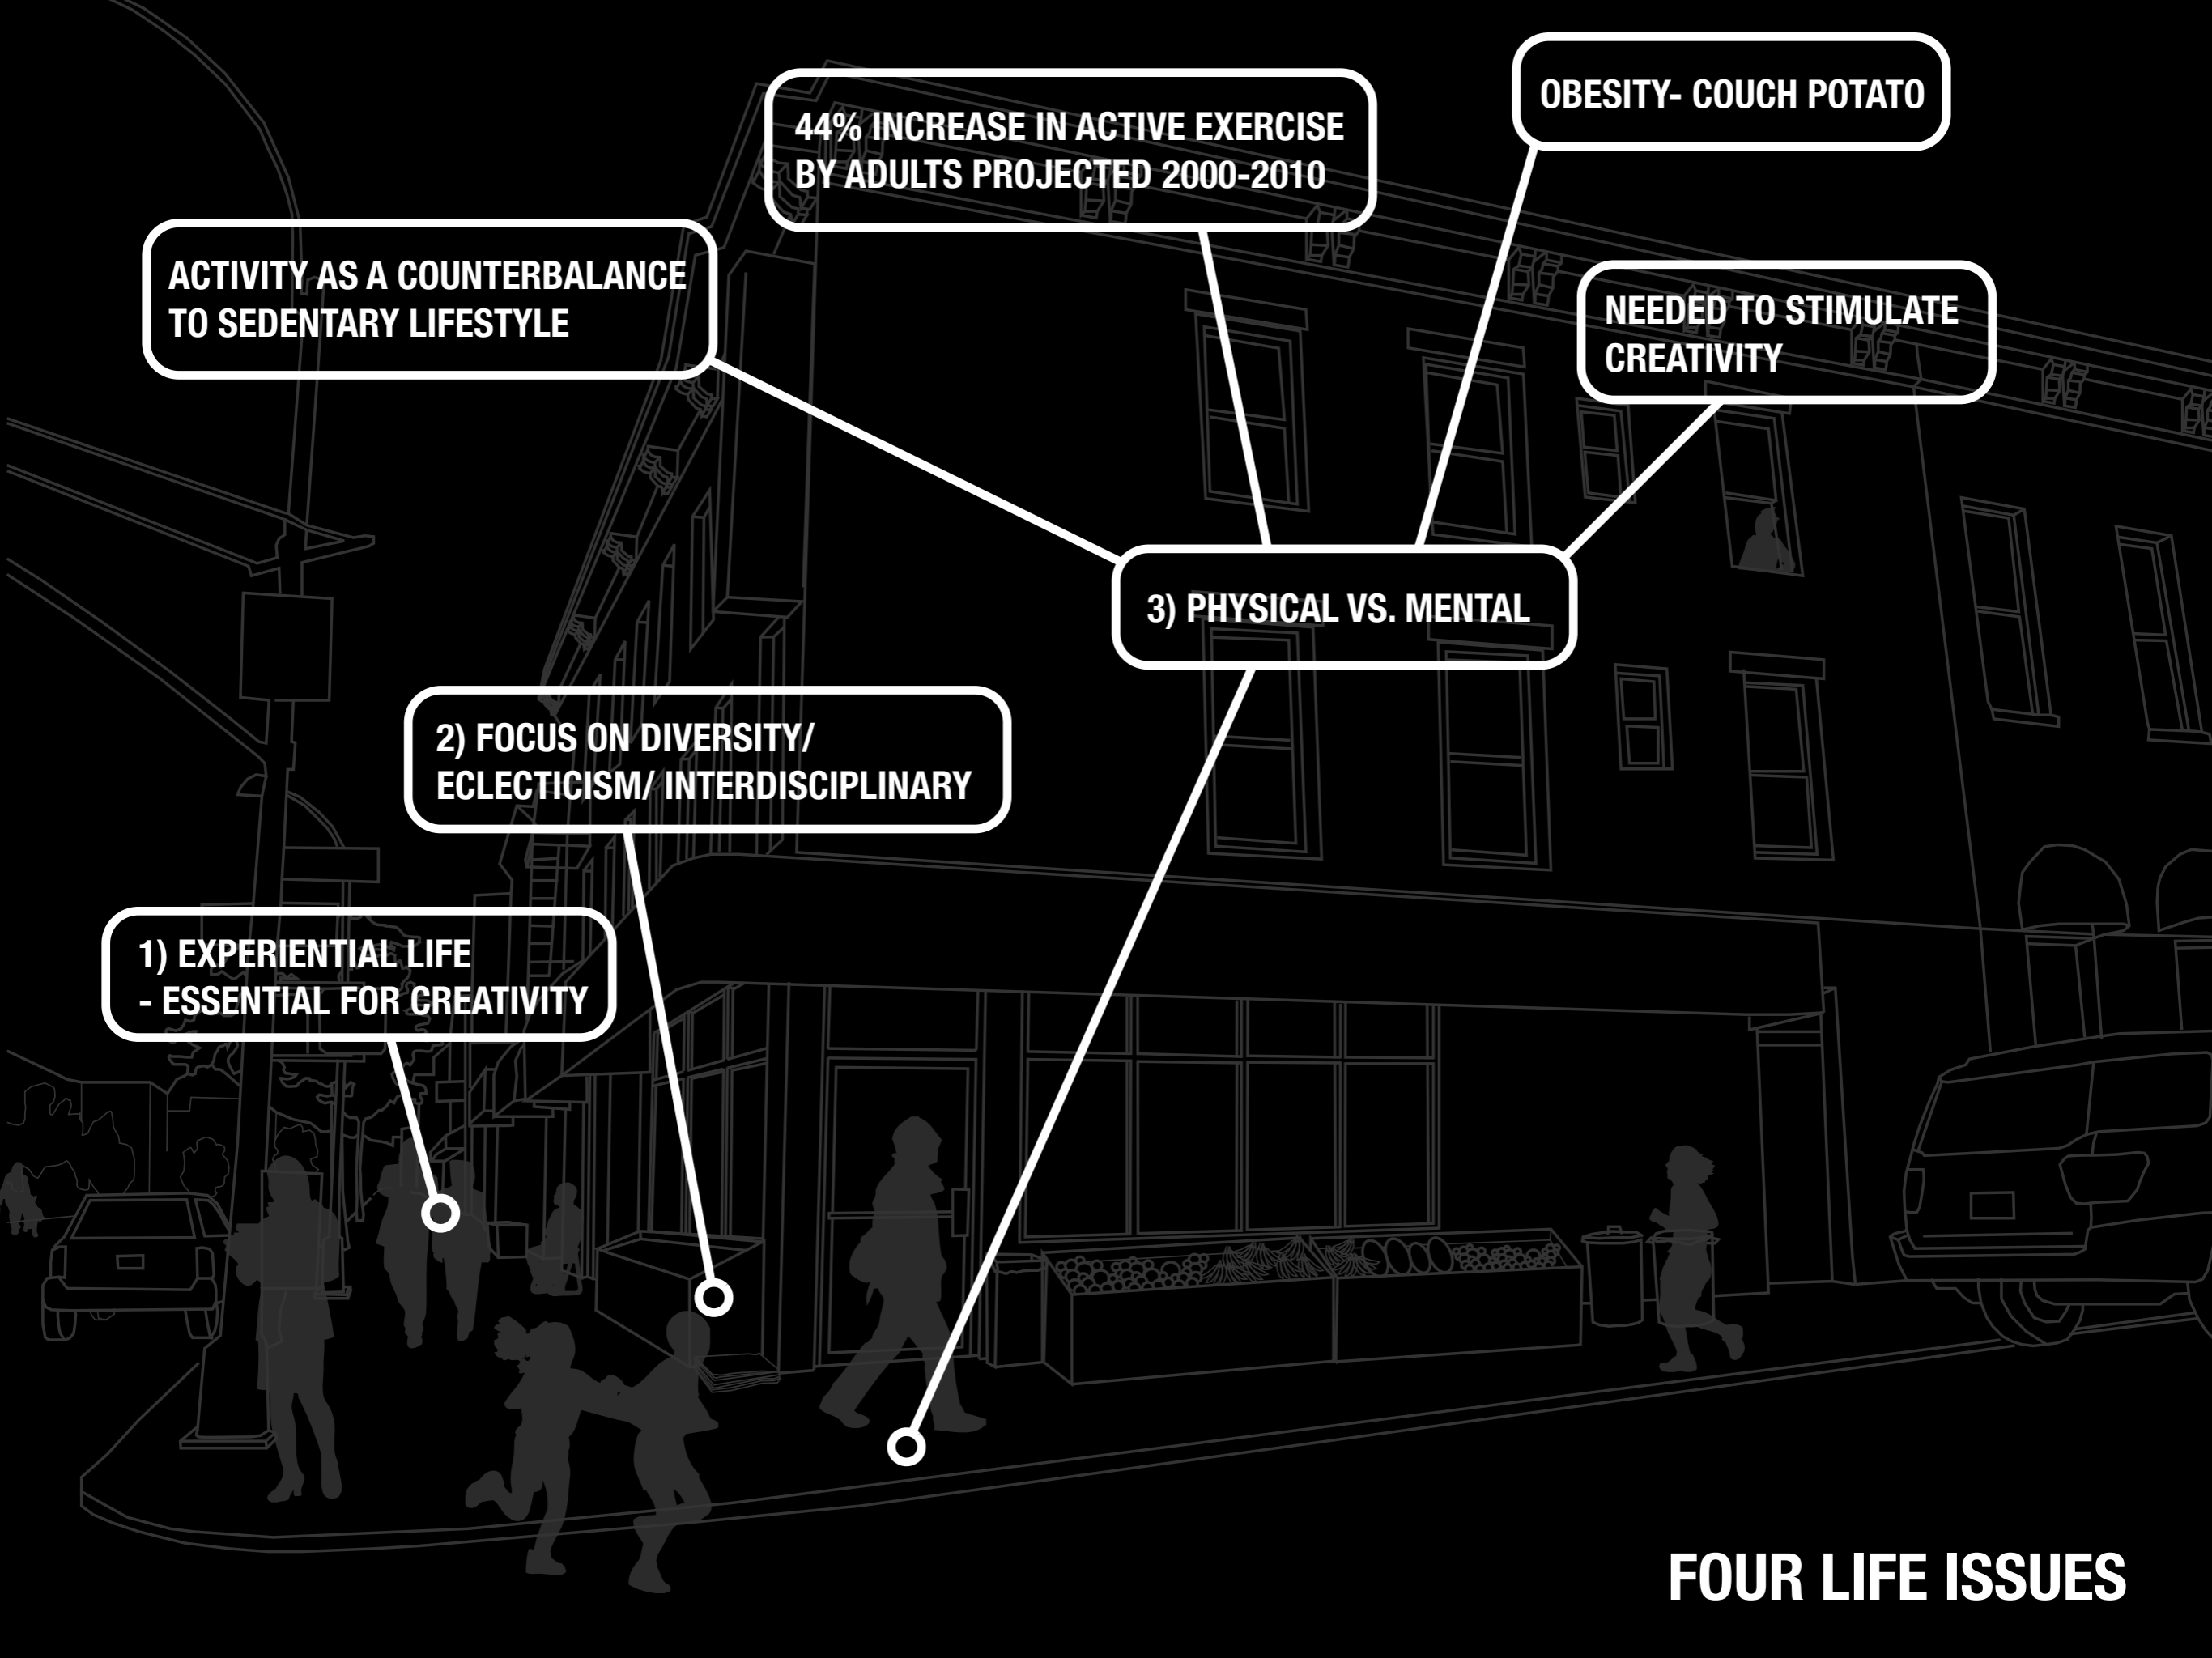 OBESITY- COUCH POTATO
44% INCREASE IN ACTIVE EXERCISE
BY ADULTS PROJECTED 2000-2010
ACTIVITY AS A COUNTERBALANCE
TO SEDENTARY LIFESTYLE
NEEDED TO STIMULATE
CREATIVITY
3) PHYSICAL VS. MENTAL
2) FOCUS ON DIVERSITY/
ECLECTICISM/ INTERDISCIPLINARY
1) EXPERIENTIAL LIFE
- ESSENTIAL FOR CREATIVITY
FOUR LIFE ISSUES